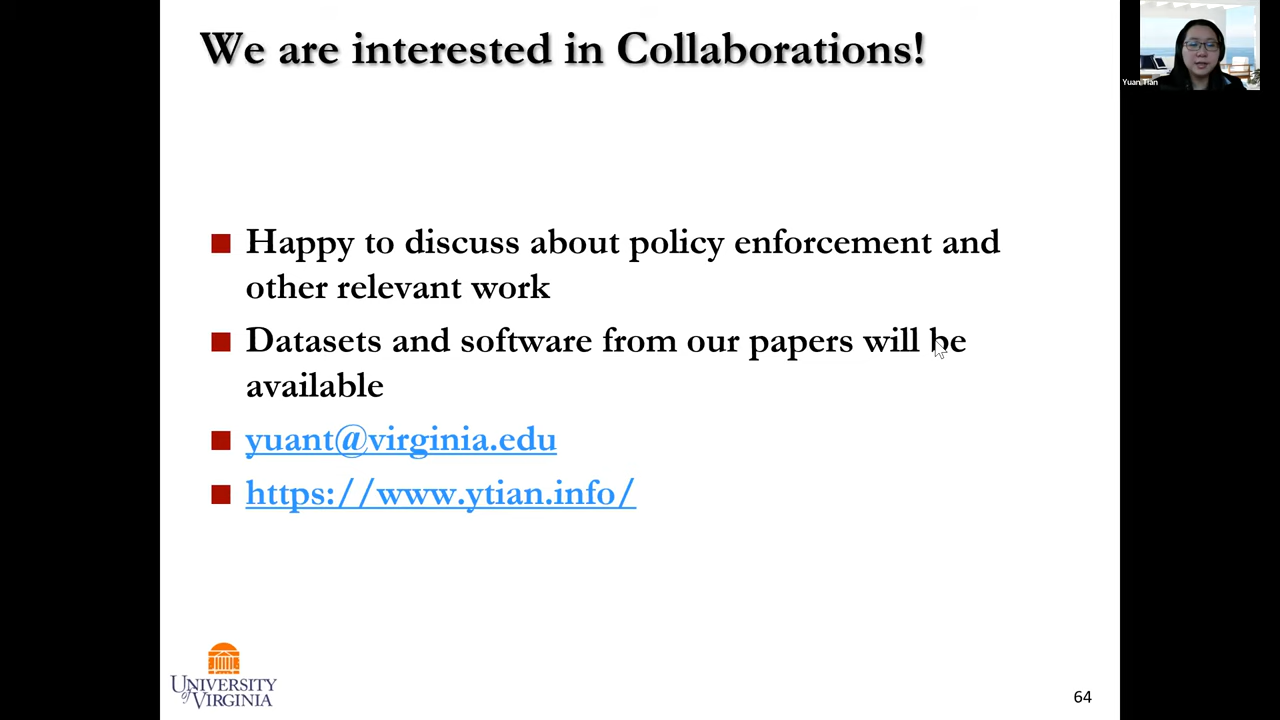 We are interested in Collaborations!
Yuan Tian
■ Happy to discuss about policy enforcement and
other relevant work
■ Datasets and software from our papers will be
available
■ yuant@virginia.edu
■ https://www.ytian.info/
UNIVERSITY
of VIRGINIA
64